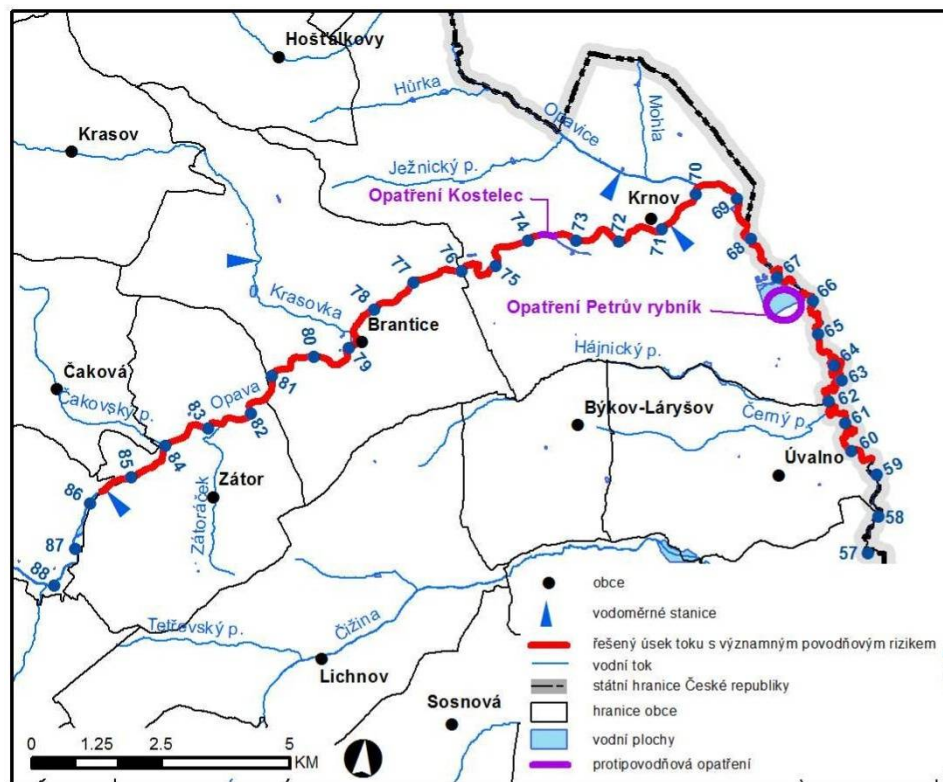 Hošťalkovy
Hůrka
Krasov
Opavice
Mohla
Ježnický p.
70
Opatření Kostelec
Krnov
69
74
73
72
71
68
76
75
67
77
66
Krasovka
78
Opatření Petrův rybník
80
Brantice
65
Hájnický p.
79
64
Čaková
81
63
Opava
Čakovský p.
62
83
82
Býkov-Láryšov
Černý p.
61
84
60
85
Úvalno
59
Zátor
86
Zátoráček
58
87
57
88
Čižina
Tetřevský p.
Lichnov
Sosnová
obce
vodoměrné stanice
řešený úsek toku s významným povodňovým rizikem
vodní tok
státní hranice České republiky
hranice obce
vodní plochy
protipovodňová opatření
0 1.25 2.5 5
KM